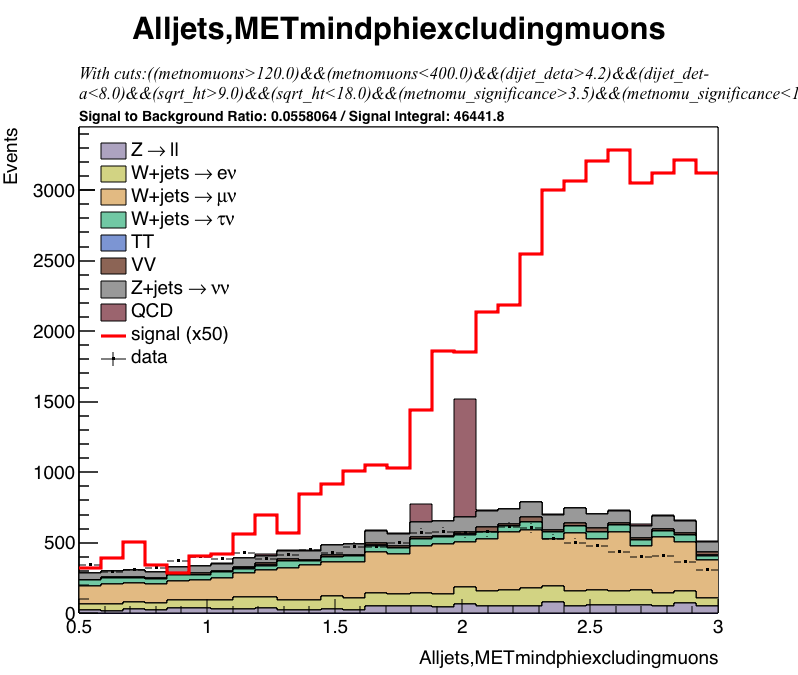 Alljets,METmindphiexcludingmuons
With cuts:((metnomuons>120.0)&&(metnomuons<400.0)&&(dijet_deta>4.2)&&(dijet_det-
a<8.0)&&(sqrt_ht>9.0)&&(sqrt_ht<18.0)&&(metnomu_significance>3.5)&&(metnomu_significance<1
Signal to Background Ratio: 0.0558064 / Signal Integral: 46441.8
Events
Z → ll
W+jets → eν
W+jets → μν
W+jets → τν
TT
VV
Z+jets → νν
QCD
signal (x50)
data
3000
2500
2000
1500
1000
500
0
0.5 1 1.5 2 2.5 3
Alljets,METmindphiexcludingmuons